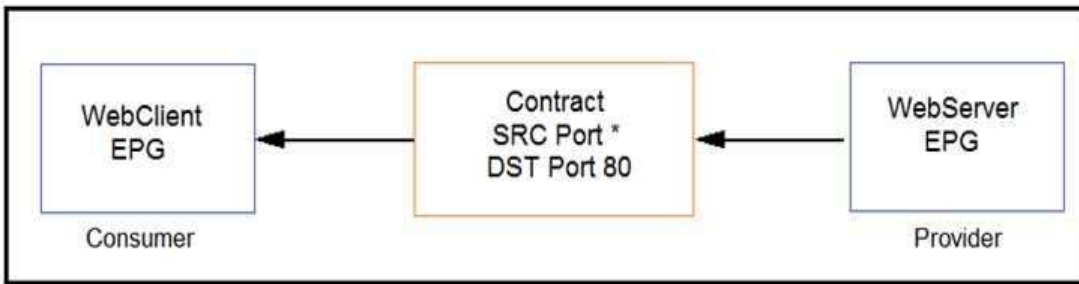 WebClient
EPG
Consumer
Contract
SRC Port *
DST Port 80
WebServer
EPG
Provider